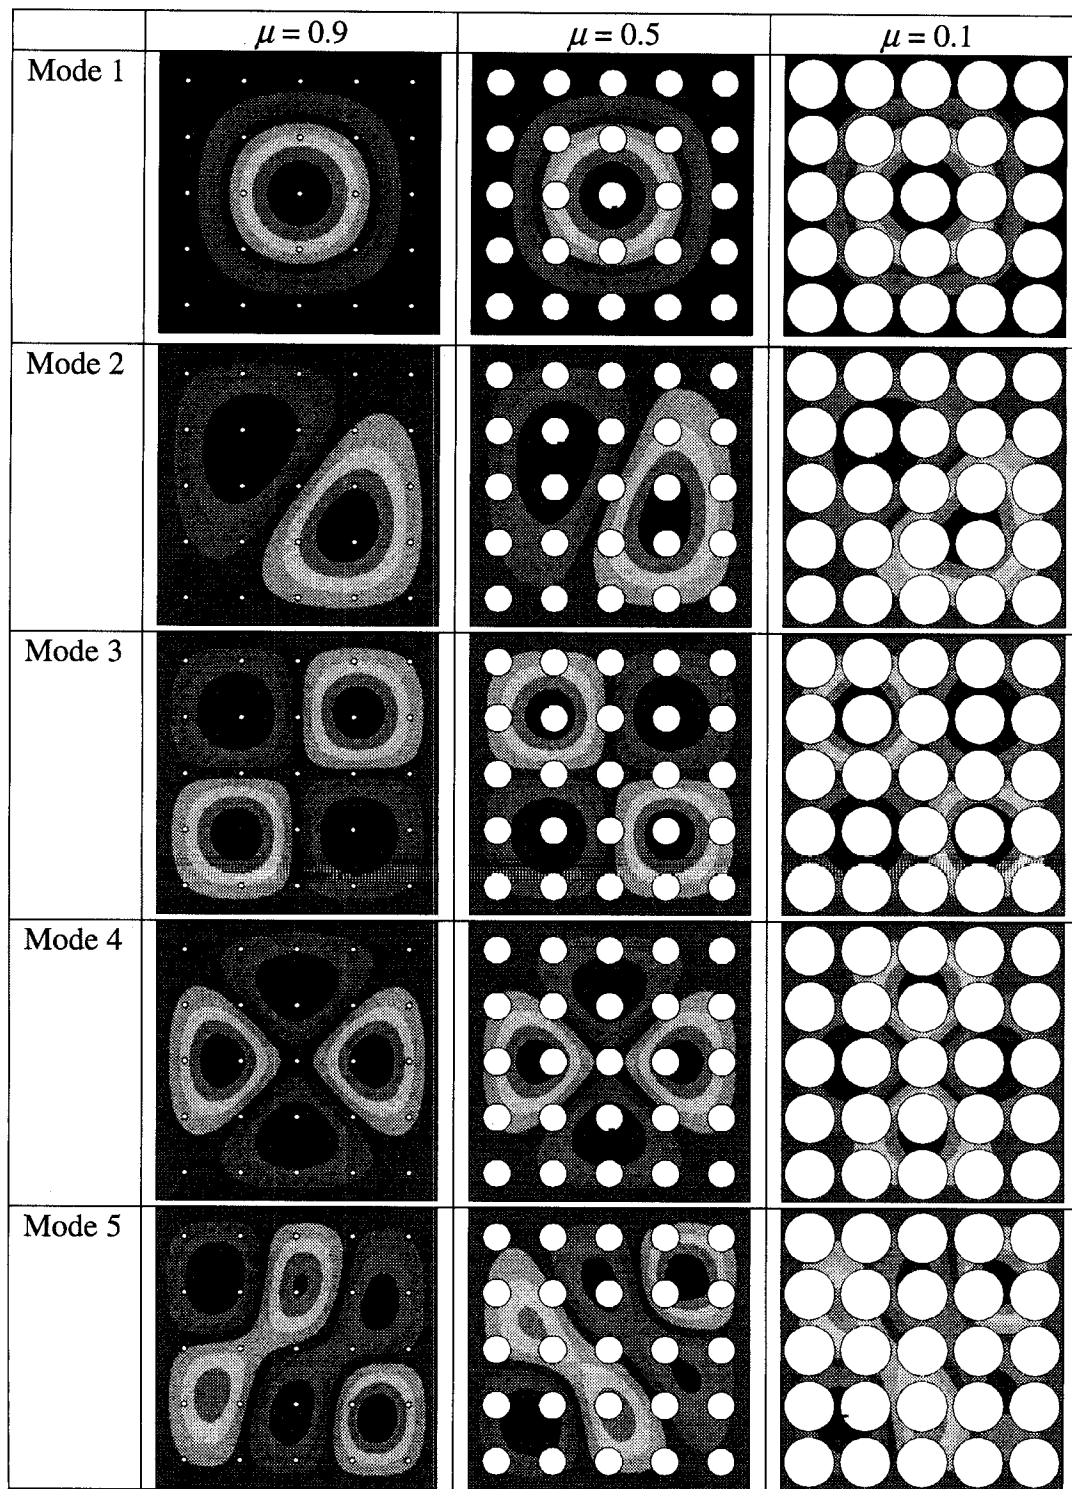 μ = 0.9 μ = 0.5 μ = 0.1
Mode 1
Mode 2
Mode 3
Mode 4
Mode 5